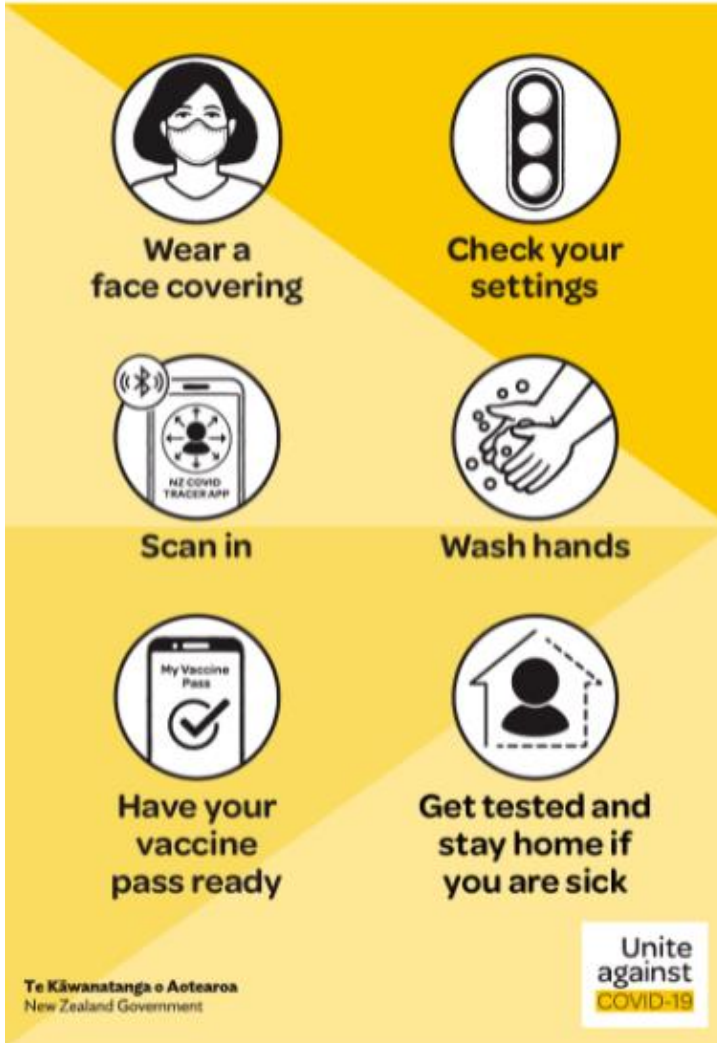 Wear a
face covering
Check your
settings
NZ COVID
TRACER APP
Scan in
Wash hands
My Vaccine
Pass
Have your
vaccine
pass ready
Get tested and
stay home if
you are sick
Te Kāwanatanga o Aotearoa
New Zealand Government
Unite
against
COVID-19